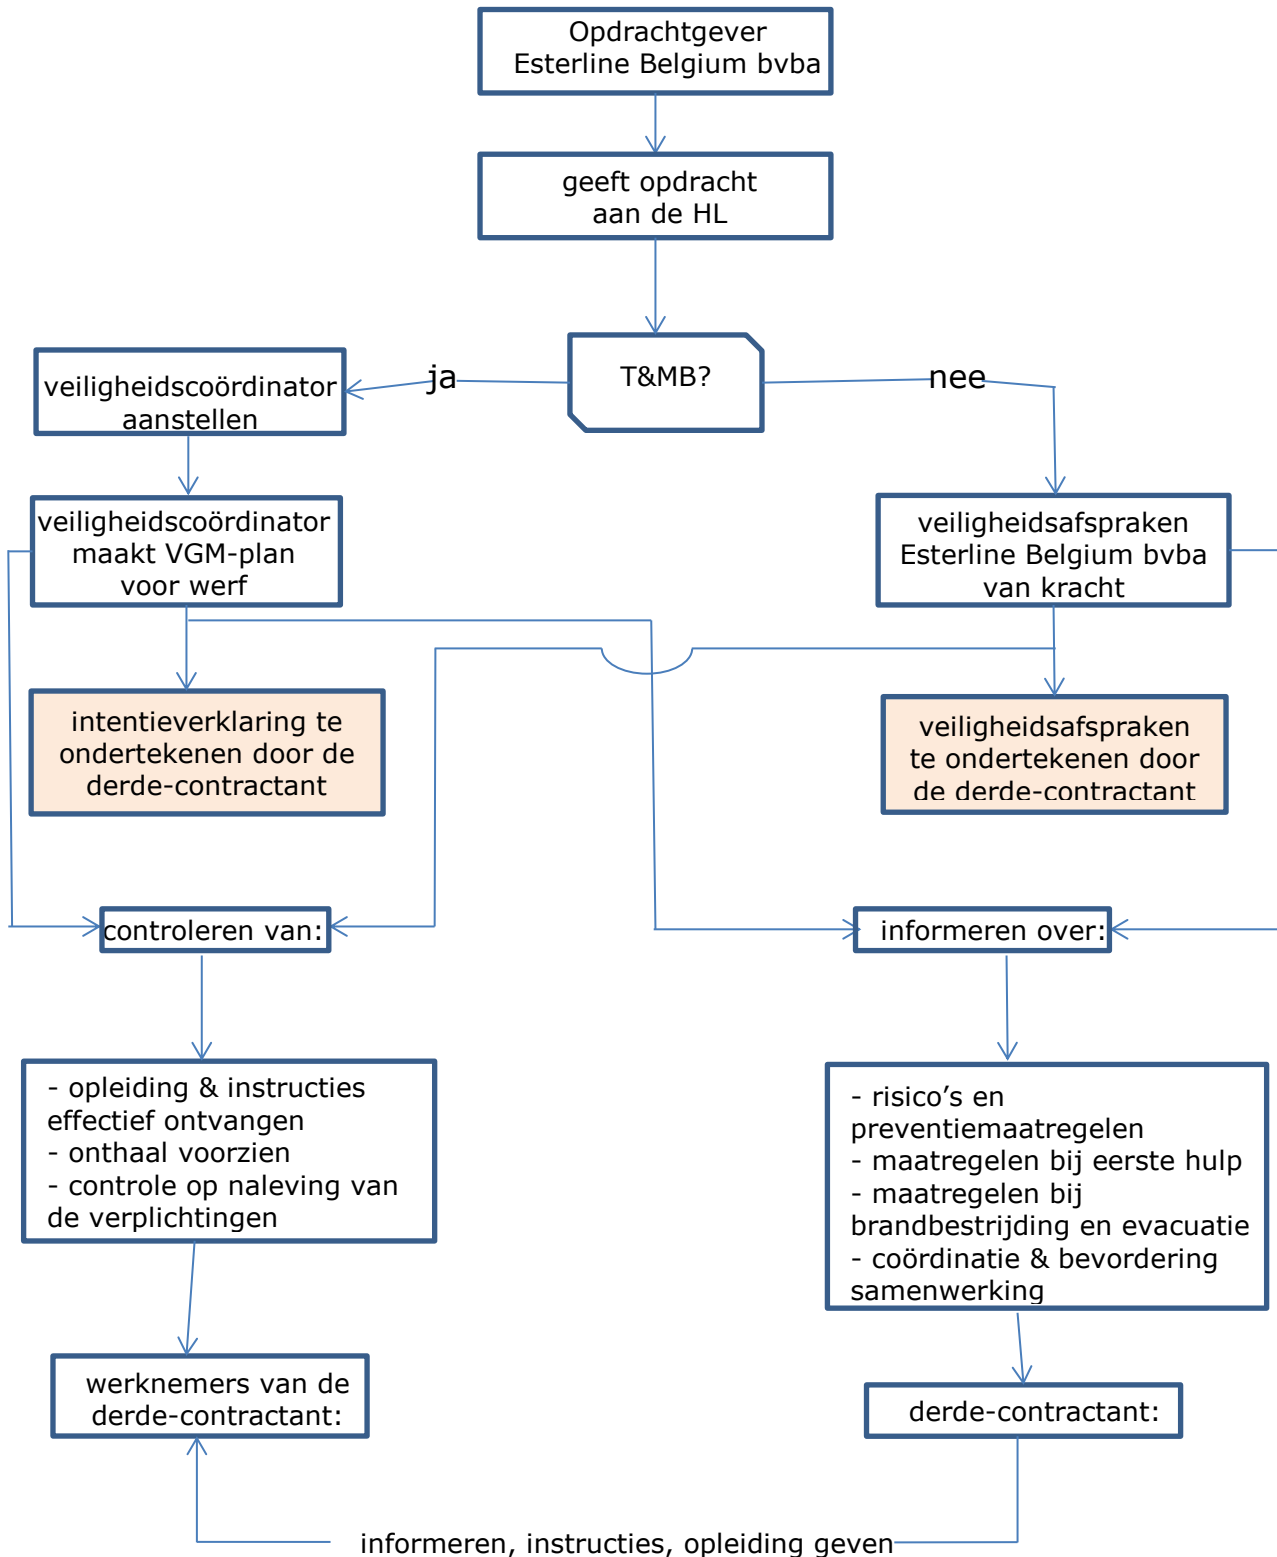 Opdrachtgever
Esterline Belgium bvba
geeft opdracht
aan de HL
T&MB?
ja
nee
veiligheidscoördinator
aanstellen
veiligheidscoördinator
maakt VGM-plan
voor werf
veiligheidsafspraken
Esterline Belgium bvba
van kracht
intentieverklaring te
ondertekenen door de
derde-contractant
veiligheidsafspraken
te ondertekenen door
de derde-contractant
controleren van:
informeren over:
- opleiding & instructies
effectief ontvangen
- onthaal voorzien
- controle op naleving van
de verplichtingen
- risico’s en
preventiemaatregelen
- maatregelen bij eerste hulp
- maatregelen bij
brandbestrijding en evacuatie
- coördinatie & bevordering
samenwerking
werknemers van de
derde-contractant:
derde-contractant:
informeren, instructies, opleiding geven